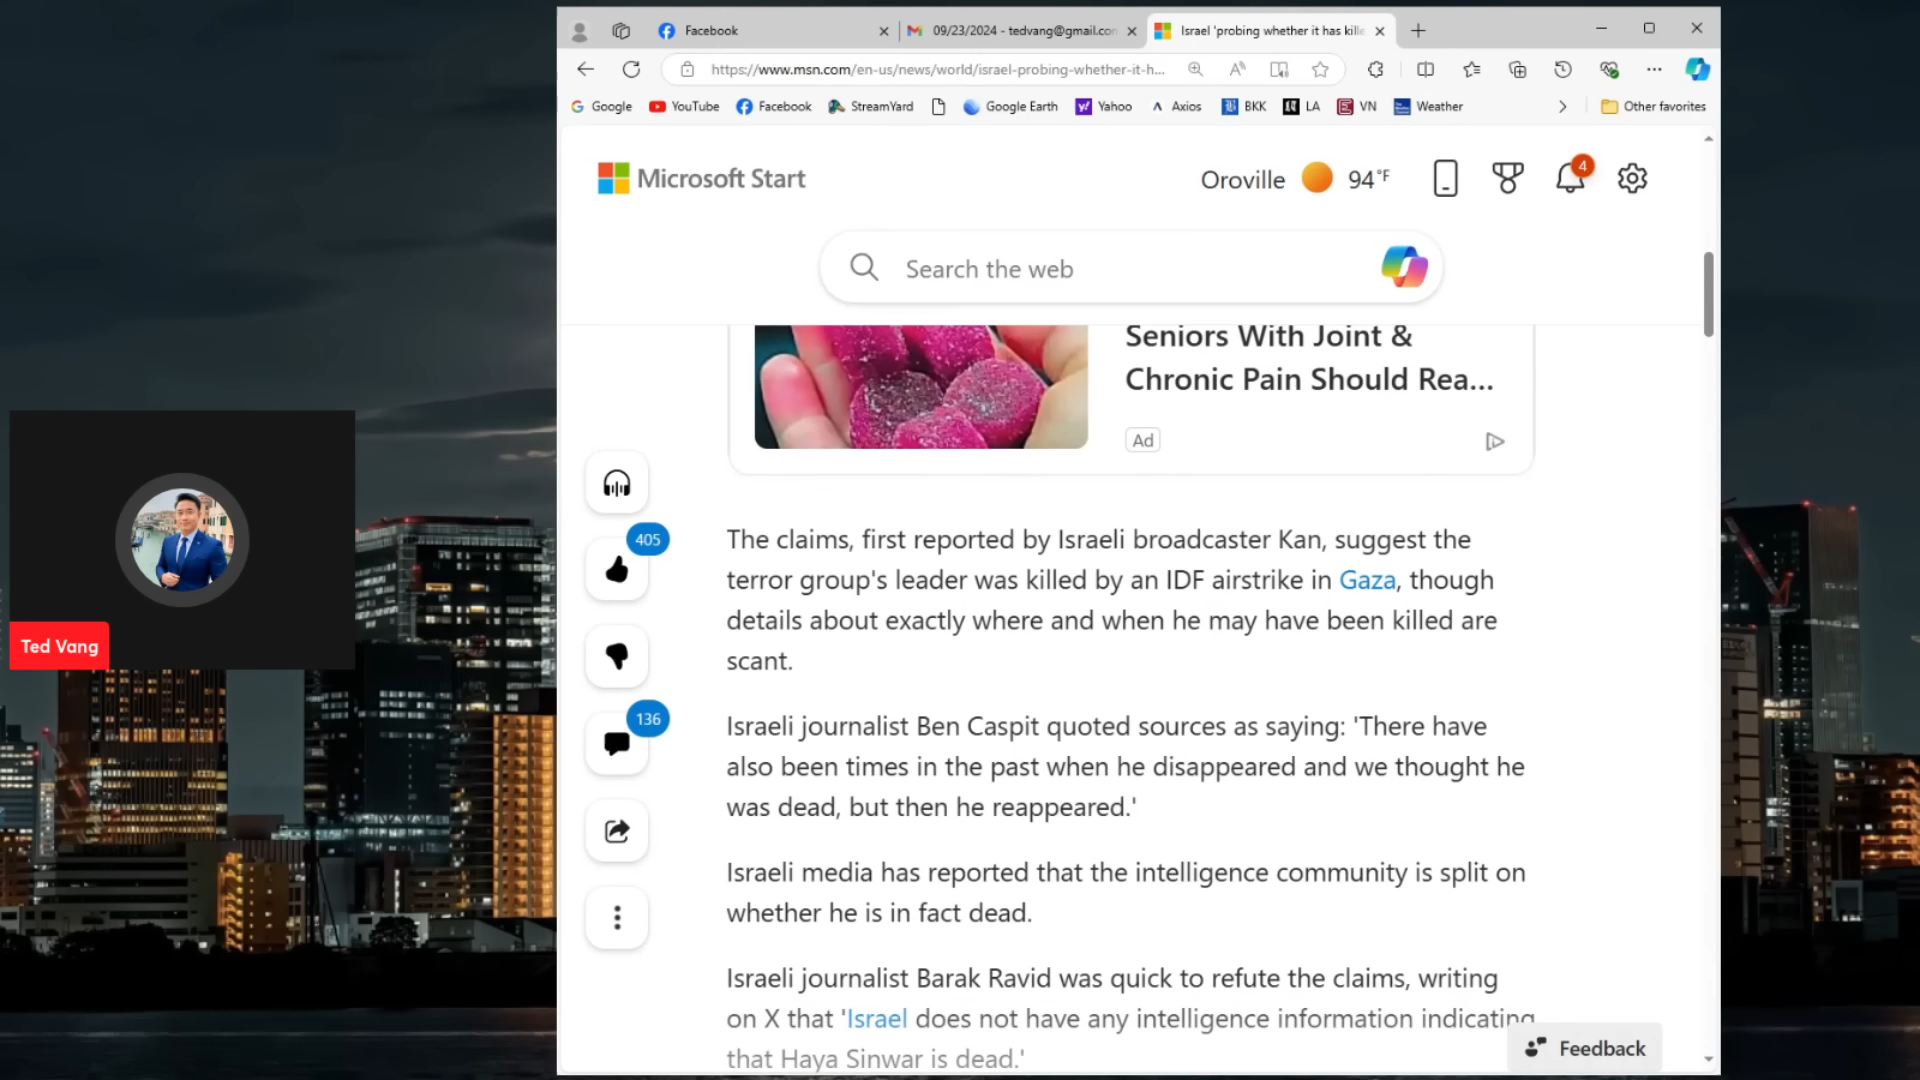 Facebook
09/23/2024 - tedvang@gmail.con
Israel 'probing whether it has kille
https://www.msn.com/en-us/news/world/israel-probing-whether-it-h...
Google
YouTube
Facebook
StreamYard
Google Earth
Yahoo
Axios
BKK
LA
VN
Weather
Other favorites
Microsoft Start
Oroville
94°F
4
Search the web
Seniors With Joint &
Chronic Pain Should Rea...
Ad
The claims, first reported by Israeli broadcaster Kan, suggest the
terror group's leader was killed by an IDF airstrike in Gaza, though
details about exactly where and when he may have been killed are
scant.
405
Israeli journalist Ben Caspit quoted sources as saying: 'There have
also been times in the past when he disappeared and we thought he
was dead, but then he reappeared.'
136
Israeli media has reported that the intelligence community is split on
whether he is in fact dead.
Israeli journalist Barak Ravid was quick to refute the claims, writing
on X that 'Israel does not have any intelligence information indicating
that Haya Sinwar is dead.'
Feedback
Ted Vang